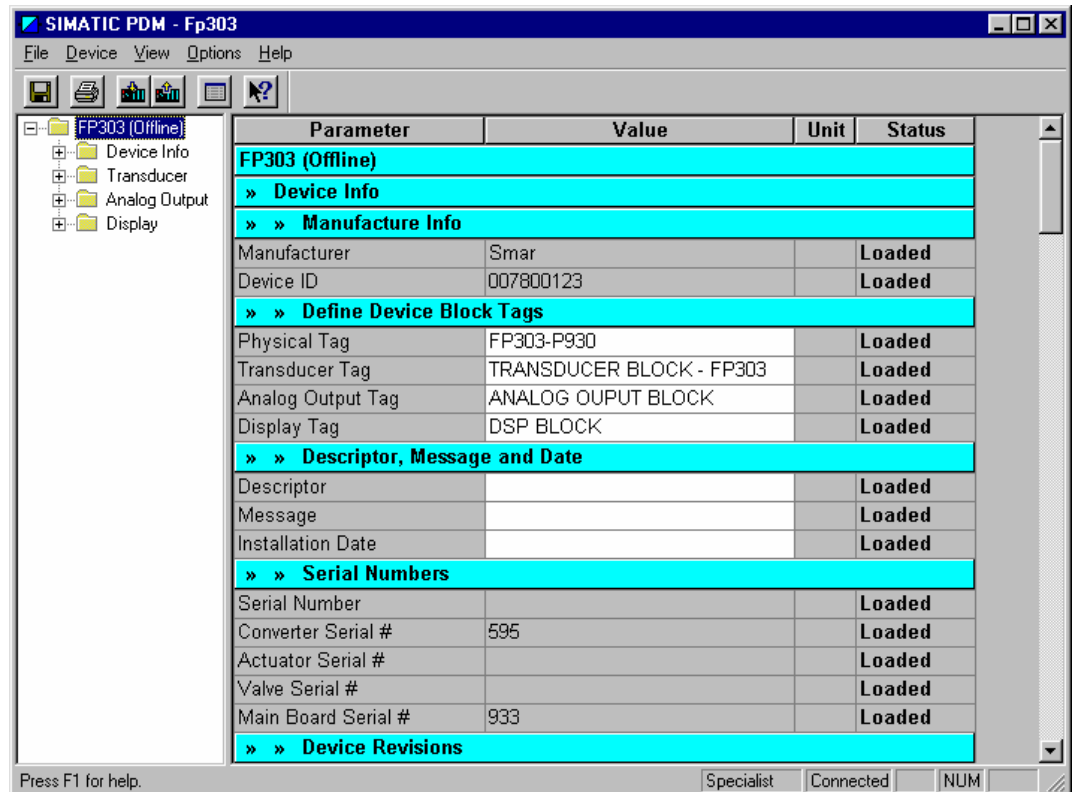 SIMATIC PDM - Fp303
File Device View Options Help
FP303 (Offline)
Device Info
Transducer
Analog Output
Display
Parameter Value Unit Status
FP303 (Offline)
» Device Info
» » Manufacture Info
Manufacturer Smar Loaded
Device ID 007800123 Loaded
» » Define Device Block Tags
Physical Tag FP303-P930 Loaded
Transducer Tag TRANSDUCER BLOCK - FP303 Loaded
Analog Output Tag ANALOG OUPUT BLOCK Loaded
Display Tag DSP BLOCK Loaded
» » Descriptor, Message and Date
Descriptor Loaded
Message Loaded
Installation Date Loaded
» » Serial Numbers
Serial Number Loaded
Converter Serial # 595 Loaded
Actuator Serial # Loaded
Valve Serial # Loaded
Main Board Serial # 933 Loaded
» » Device Revisions
Press F1 for help. Specialist Connected NUM